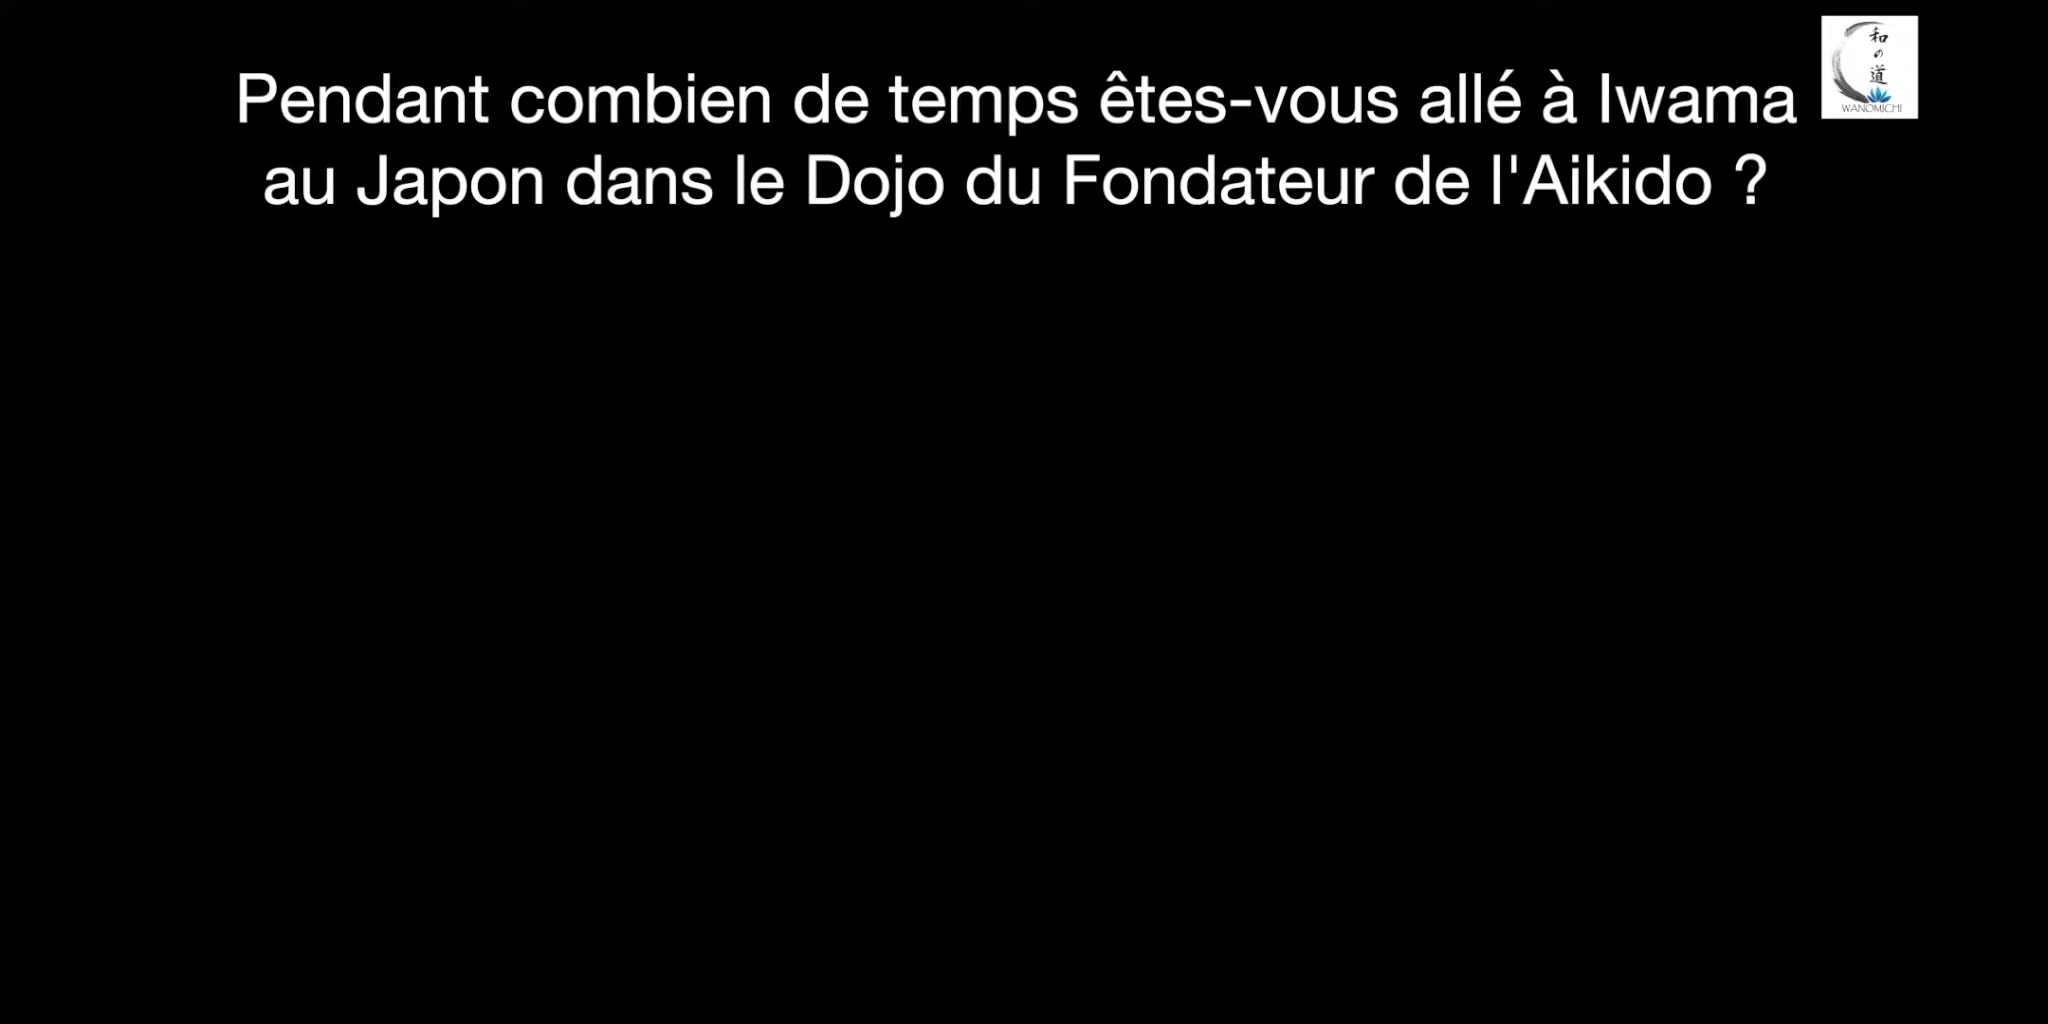 Pendant combien de temps êtes-vous allé à Iwama
au Japon dans le Dojo du Fondateur de l'Aikido ?
和
の
道
WANOMICHI